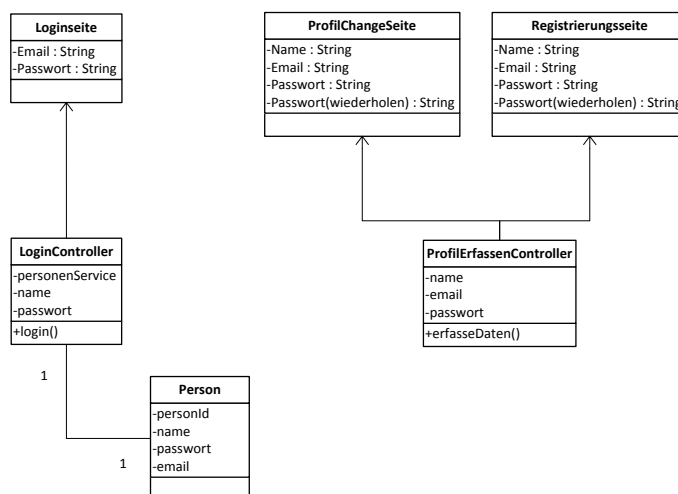 Loginseite
-Email : String
-Passwort : String
ProfilChangeSeite
-Name : String
-Email : String
-Passwort : String
-Passwort(wiederholen) : String
Registrierungsseite
-Name : String
-Email : String
-Passwort : String
-Passwort(wiederholen) : String
LoginController
-personenService
-name
-passwort
+login()
ProfilErfassenController
-name
-email
-passwort
+erfasseDaten()
1
Person
-personId
-name
-passwort
-email
1